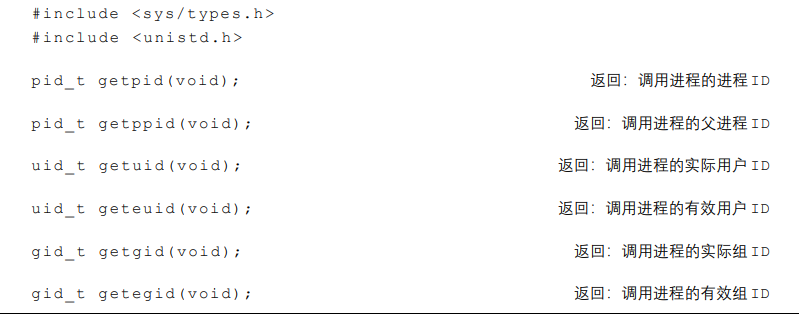 #include <sys/types.h>
#include <unistd.h>
pid_t getpid(void); 返回：调用进程的进程 ID
pid_t getppid(void); 返回：调用进程的父进程 ID
uid_t getuid(void); 返回：调用进程的实际用户 ID
uid_t geteuid(void); 返回：调用进程的有效用户 ID
gid_t getgid(void); 返回：调用进程的实际组 ID
gid_t getegid(void); 返回：调用进程的有效组 ID